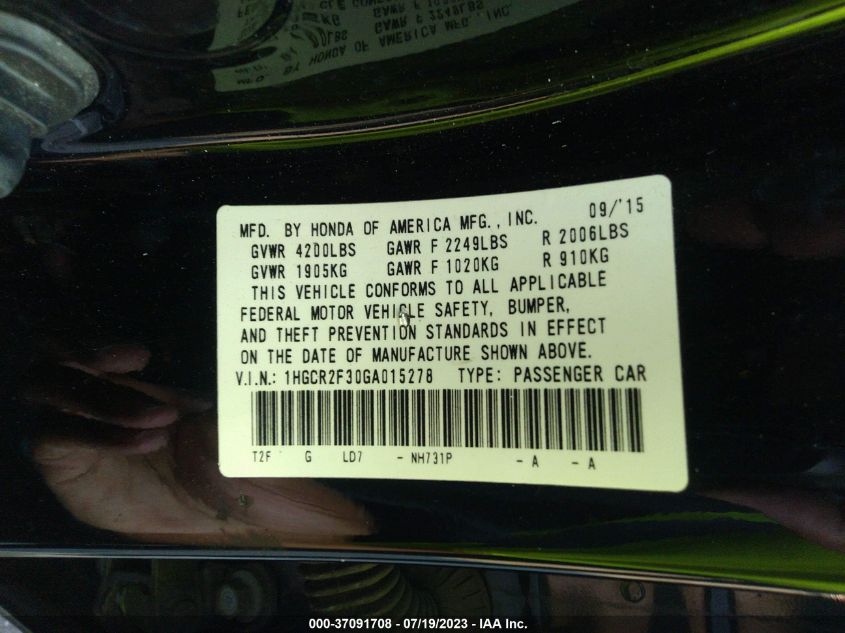 MFD. BY HONDA OF AMERICA MFG., INC. 09/'15
GVWR 4200LBS GAWR F 2249LBS R 2006LBS
GVWR 1905KG GAWR F 1020KG R 910KG
THIS VEHICLE CONFORMS TO ALL APPLICABLE
FEDERAL MOTOR VEHICLE SAFETY, BUMPER,
AND THEFT PREVENTION STANDARDS IN EFFECT
ON THE DATE OF MANUFACTURE SHOWN ABOVE.
V.I.N.: 1HGCR2F30GA015278 TYPE: PASSENGER CAR
T2F G LD7 - NH731P - A - A
000-37091708 - 07/19/2023 - IAA Inc.